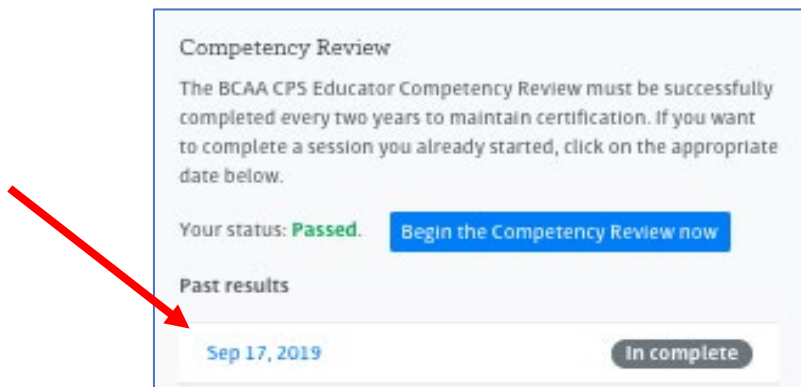 Competency Review
The BCAA CPS Educator Competency Review must be successfully
completed every two years to maintain certification. If you want
to complete a session you already started, click on the appropriate
date below.
Your status: Passed. Begin the Competency Review now
Past results
Sep 17, 2019 In complete